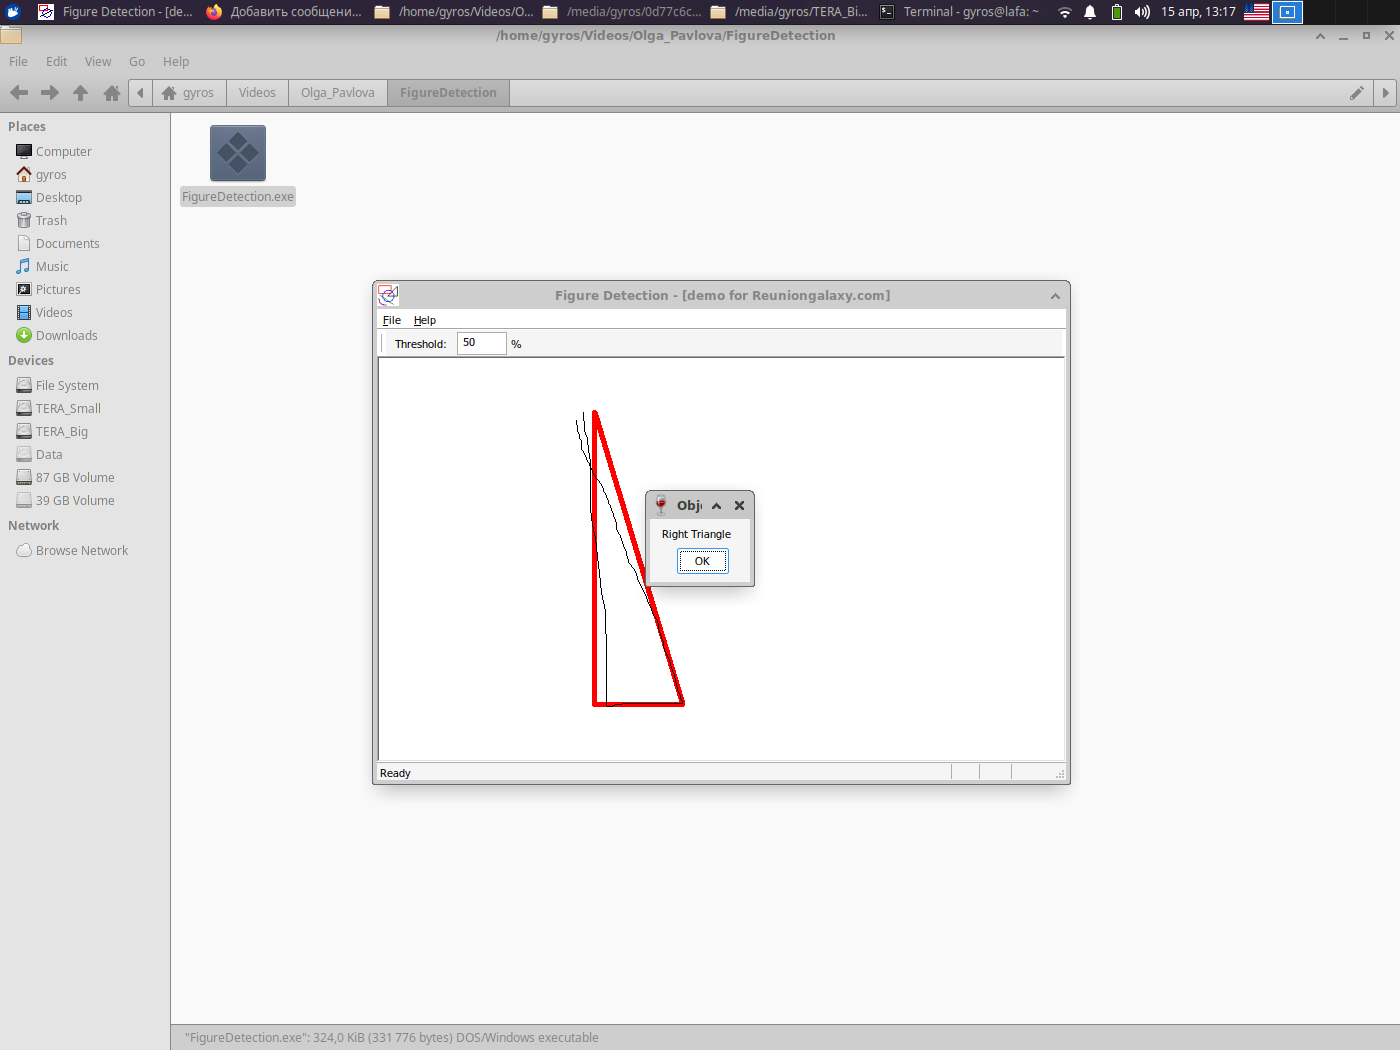 Figure Detection - [de...
Добавить сообщени...
/home/gyros/Videos/O...
/media/gyros/0d77c6c...
/media/gyros/TERA_Bi...
Terminal - gyros@lafa: ~
15 апр, 13:17
/home/gyros/Videos/Olga_Pavlova/FigureDetection
File Edit View Go Help
gyros Videos Olga_Pavlova FigureDetection
Places
Computer
gyros
Desktop
Trash
Documents
Music
Pictures
Videos
Downloads
Devices
File System
TERA_Small
TERA_Big
Data
87 GB Volume
39 GB Volume
Network
Browse Network
FigureDetection.exe
Figure Detection - [demo for Reuniongalaxy.com]
File Help
Threshold: 50 %
Obj
Right Triangle
OK
Ready
"FigureDetection.exe": 324,0 KiB (331 776 bytes) DOS/Windows executable